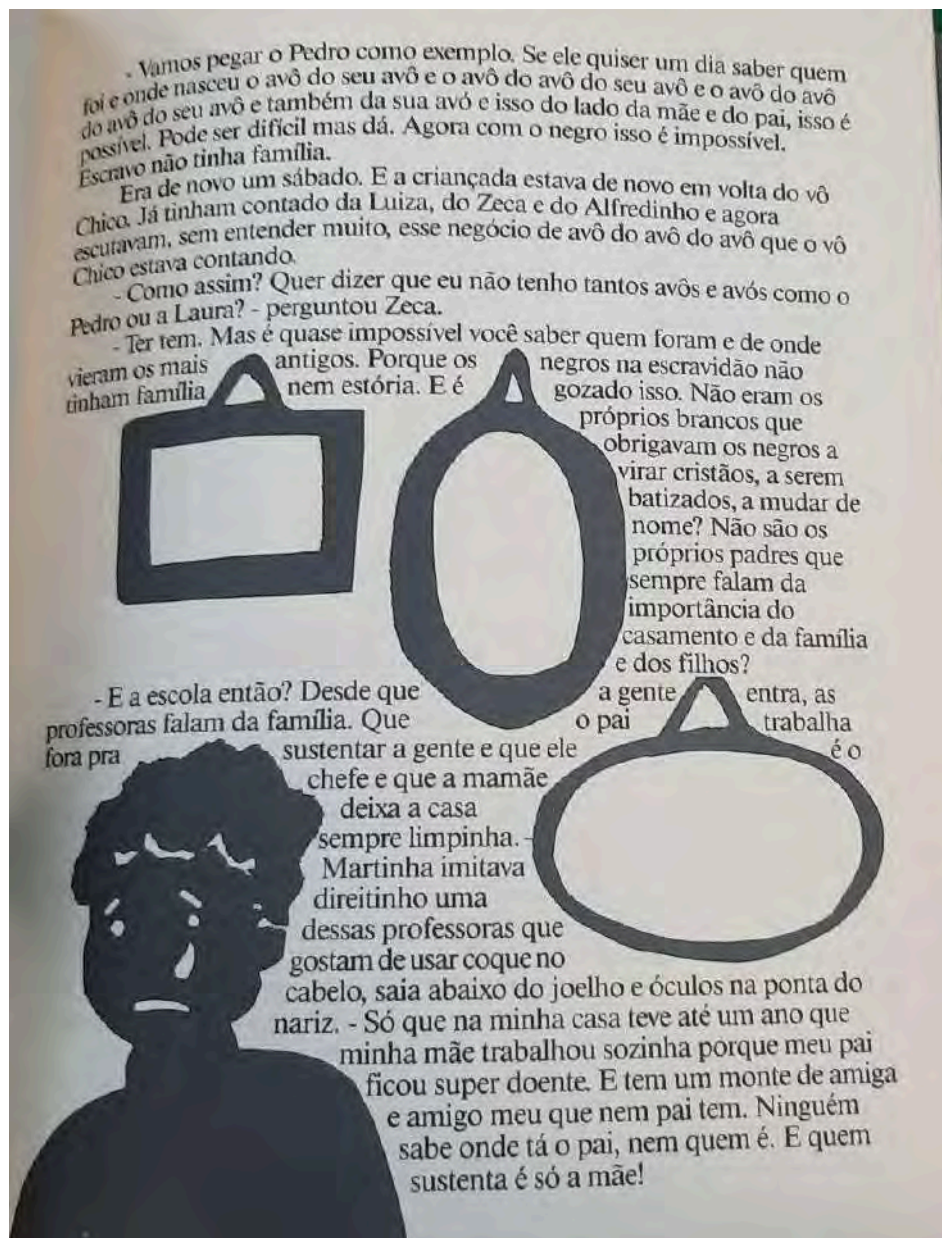 - Vamos pegar o Pedro como exemplo. Se ele quiser um dia saber quem
foi e onde nasceu o avô do seu avô e o avô do avô do seu avô e o avô do avô
do avô do seu avô e também da sua avó e isso do lado da mãe e do pai, isso é
possível. Pode ser difícil mas dá. Agora com o negro isso é impossível.
Escravo não tinha família.
Era de novo um sábado. E a criançada estava de novo em volta do vô
Chico. Já tinham contado da Luiza, do Zeca e do Alfredinho e agora
escutavam, sem entender muito, esse negócio de avô do avô do avô que o vô
Chico estava contando.
- Como assim? Quer dizer que eu não tenho tantos avôs e avós como o
Pedro ou a Laura? - perguntou Zeca.
- Ter tem. Mas é quase impossível você saber quem foram e de onde
vieram os mais antigos. Porque os negros na escravidão não
tinham família nem estória. E é gozado isso. Não eram os
próprios brancos que
obrigavam os negros a
virar cristãos, a serem
batizados, a mudar de
nome? Não são os
próprios padres que
sempre falam da
importância do
casamento e da família
e dos filhos?
- E a escola então? Desde que a gente entra, as
professoras falam da família. Que o pai trabalha
fora pra sustentar a gente e que ele é o
chefe e que a mamãe
deixa a casa
sempre limpinha. -
Martinha imitava
direitinho uma
dessas professoras que
gostam de usar coque no
cabelo, saia abaixo do joelho e óculos na ponta do
nariz. - Só que na minha casa teve até um ano que
minha mãe trabalhou sozinha porque meu pai
ficou super doente. E tem um monte de amiga
e amigo meu que nem pai tem. Ninguém
sabe onde tá o pai, nem quem é. E quem
sustenta é só a mãe!